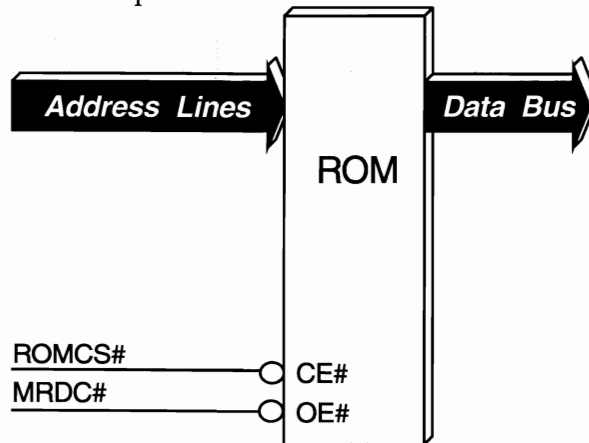 Address Lines
Data Bus
ROM
ROMCS#
CE#
MRDC#
OE#